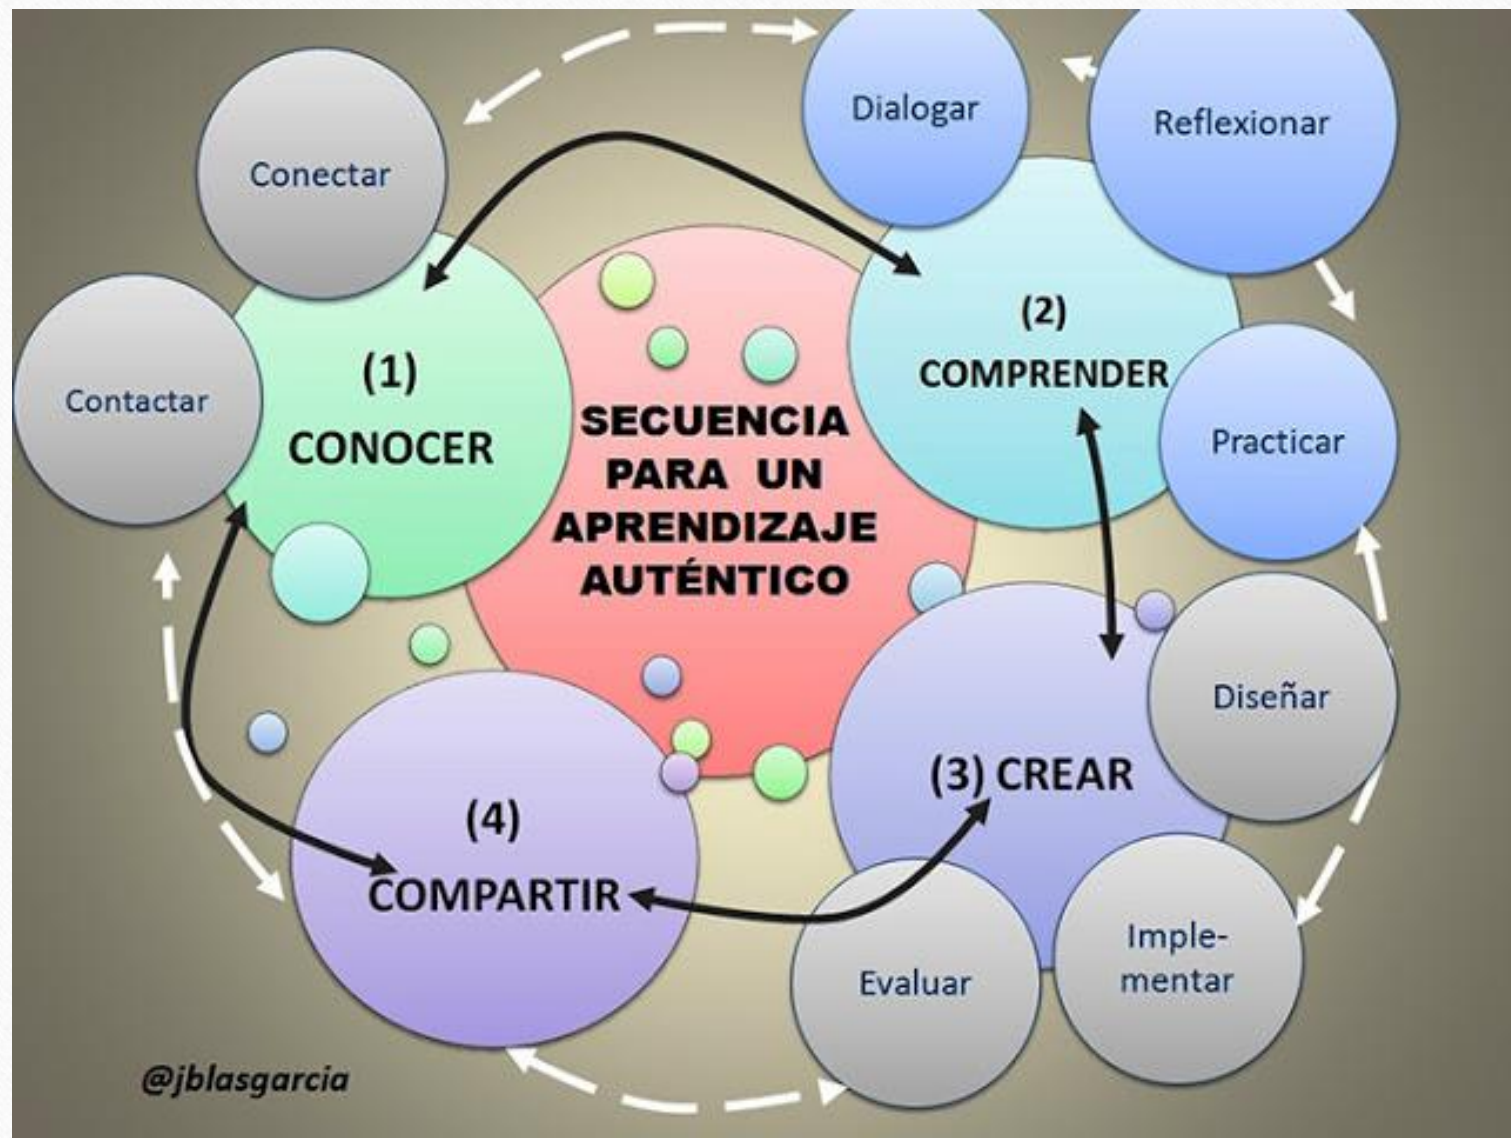 SECUENCIA
PARA UN
APRENDIZAJE
AUTÉNTICO
(1)
CONOCER
Contactar
Conectar
(2)
COMPRENDER
Dialogar
Reflexionar
Practicar
(3) CREAR
Diseñar
Imple-
mentar
Evaluar
(4)
COMPARTIR
@jblasgarcia